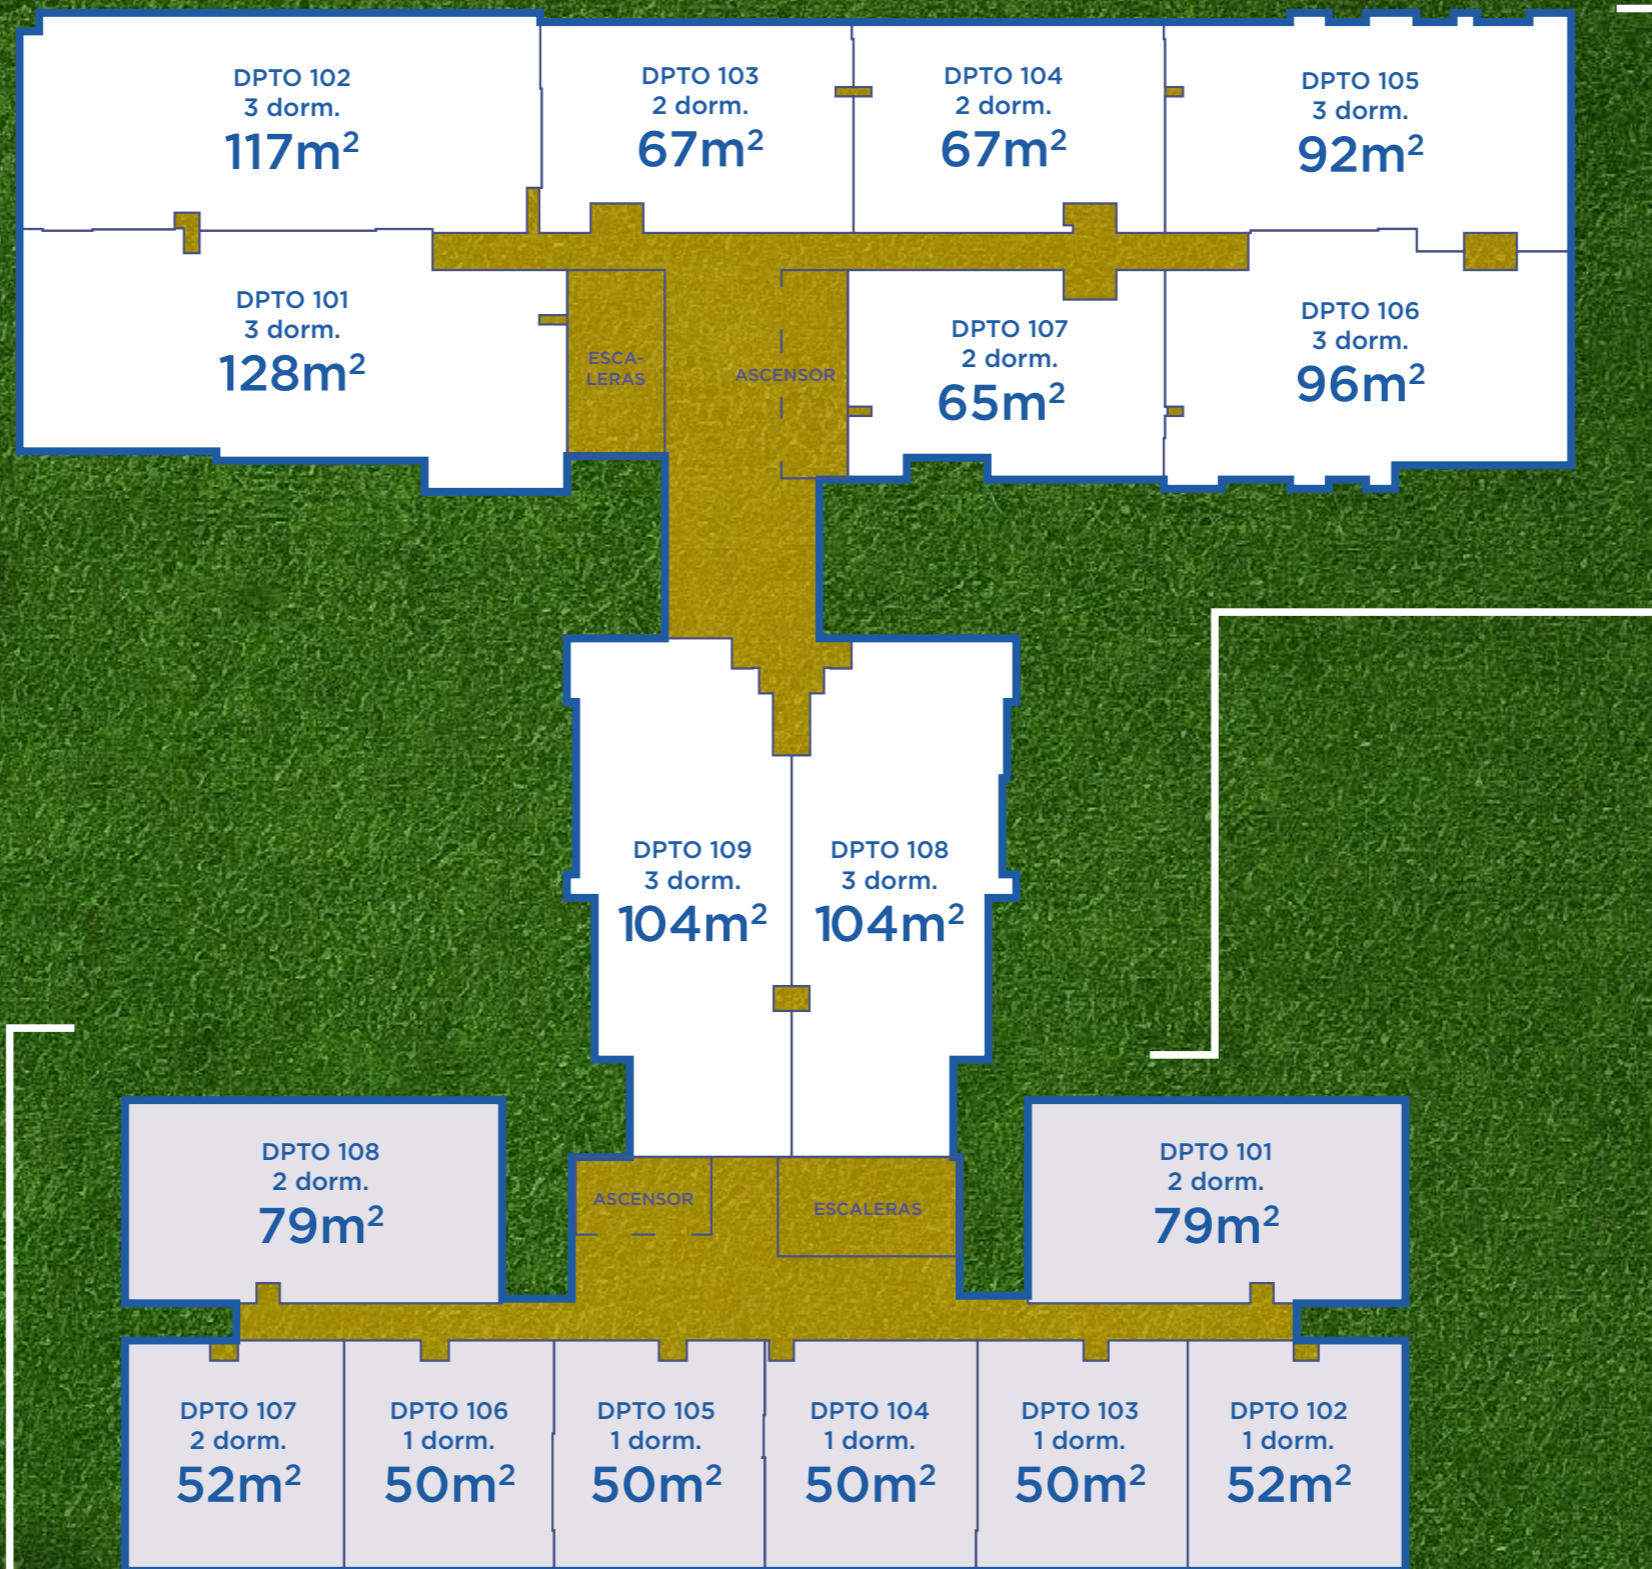 DPTO 102
3 dorm.
117m²
DPTO 103
2 dorm.
67m²
DPTO 104
2 dorm.
67m²
DPTO 105
3 dorm.
92m²
DPTO 101
3 dorm.
128m²
ESCA-
LERAS
ASCENSOR
DPTO 107
2 dorm.
65m²
DPTO 106
3 dorm.
96m²
DPTO 109
3 dorm.
104m²
DPTO 108
3 dorm.
104m²
DPTO 108
2 dorm.
79m²
ASCENSOR
ESCALERAS
DPTO 101
2 dorm.
79m²
DPTO 107
2 dorm.
52m²
DPTO 106
1 dorm.
50m²
DPTO 105
1 dorm.
50m²
DPTO 104
1 dorm.
50m²
DPTO 103
1 dorm.
50m²
DPTO 102
1 dorm.
52m²